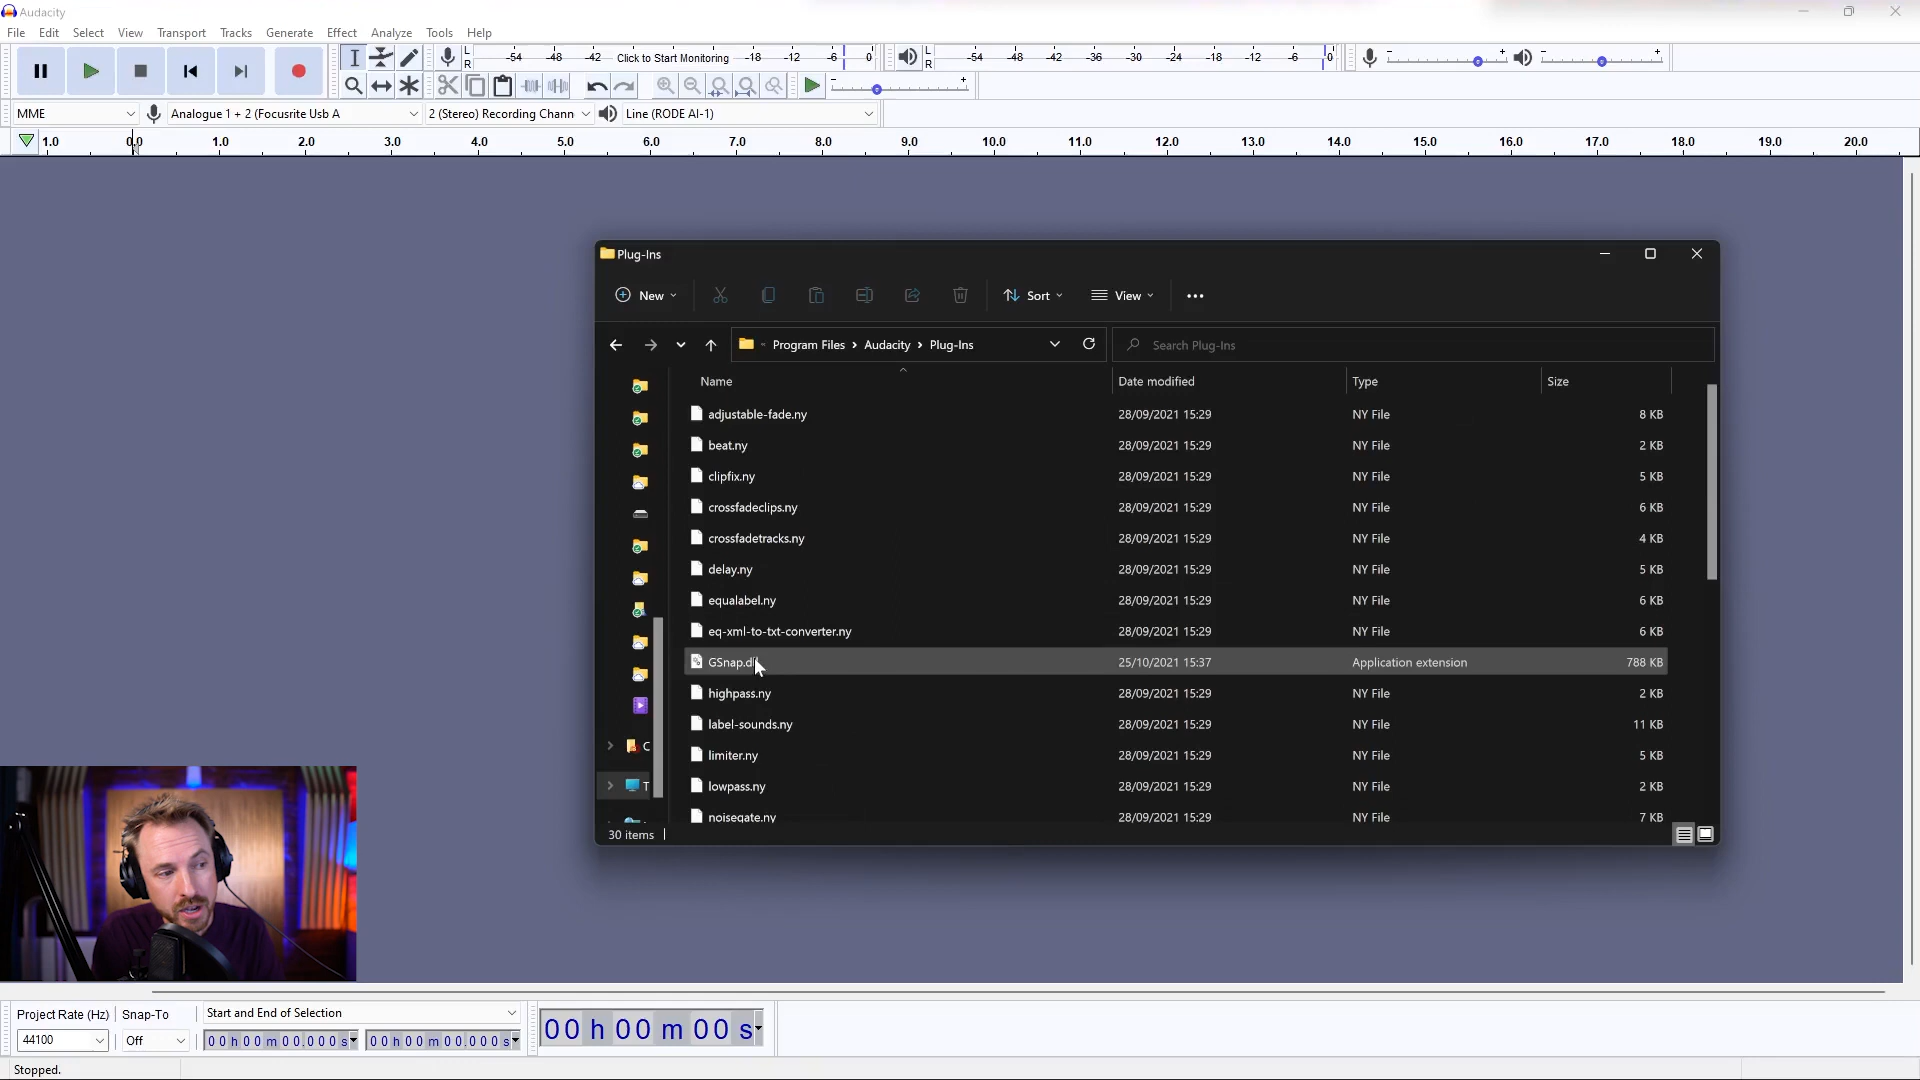 Audacity
File Edit Select View Transport Tracks Generate Effect Analyze Tools Help
L R -54 -48 -42 Click to Start Monitoring -18 -12 -6 0 L R -54 -48 -42 -36 -30 -24 -18 -12 -6 0 - + - +
- +
MME Analogue 1 + 2 (Focusrite Usb A 2 (Stereo) Recording Chann Line (RODE AI-1)
1.0 0.0 1.0 2.0 3.0 4.0 5.0 6.0 7.0 8.0 9.0 10.0 11.0 12.0 13.0 14.0 15.0 16.0 17.0 18.0 19.0 20.0
Plug-Ins
New Sort View
« Program Files > Audacity > Plug-Ins Search Plug-Ins
Name Date modified Type Size
adjustable-fade.ny 28/09/2021 15:29 NY File 8 KB
beat.ny 28/09/2021 15:29 NY File 2 KB
clipfix.ny 28/09/2021 15:29 NY File 5 KB
crossfadeclips.ny 28/09/2021 15:29 NY File 6 KB
crossfadetracks.ny 28/09/2021 15:29 NY File 4 KB
delay.ny 28/09/2021 15:29 NY File 5 KB
equalabel.ny 28/09/2021 15:29 NY File 6 KB
eq-xml-to-txt-converter.ny 28/09/2021 15:29 NY File 6 KB
GSnap.dll 25/10/2021 15:37 Application extension 788 KB
highpass.ny 28/09/2021 15:29 NY File 2 KB
label-sounds.ny 28/09/2021 15:29 NY File 11 KB
C limiter.ny 28/09/2021 15:29 NY File 5 KB
T lowpass.ny 28/09/2021 15:29 NY File 2 KB
noisegate.ny 28/09/2021 15:29 NY File 7 KB
30 items
Project Rate (Hz) Snap-To Start and End of Selection
44100 Off 00 h 00 m 00.000 s 00 h 00 m 00.000 s 00 h 00 m 00 s
Stopped.